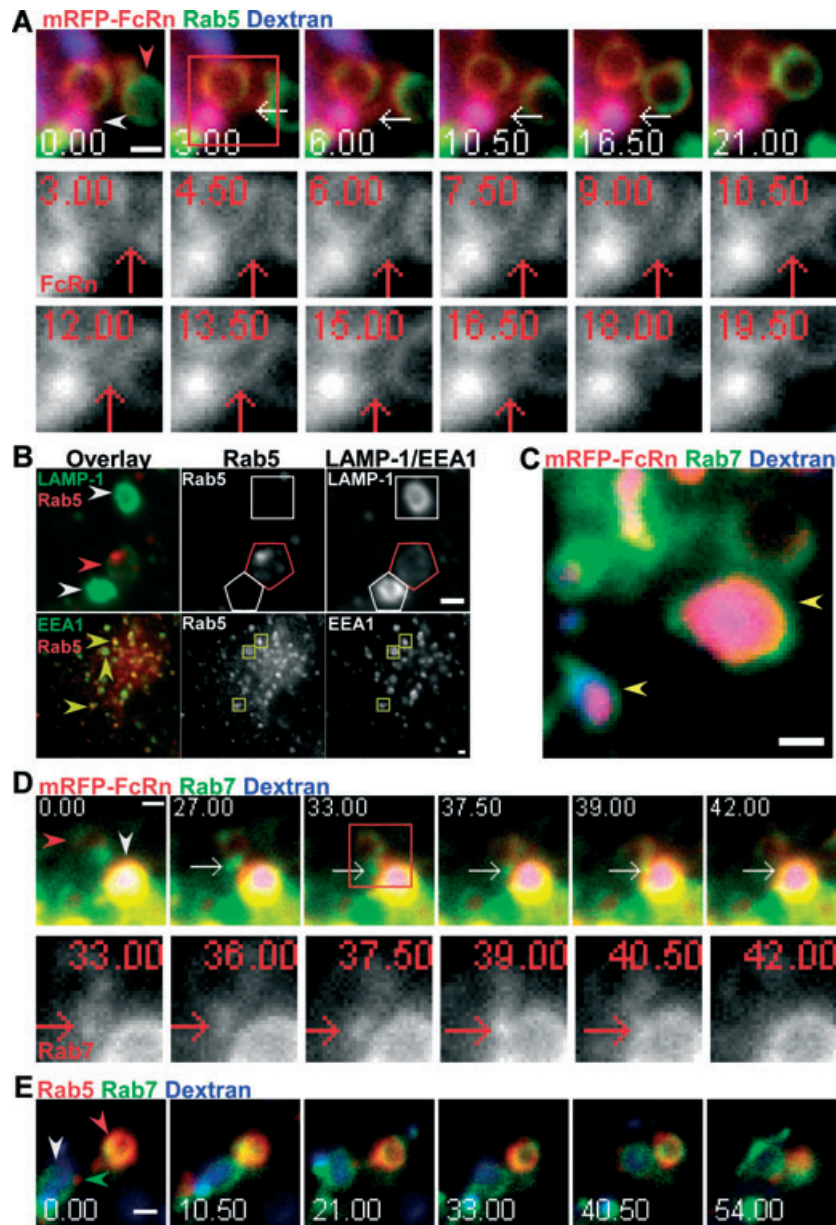 A mRFP-FcRn Rab5 Dextran
0.00 3.00 6.00 10.50 16.50 21.00
3.00 4.50 6.00 7.50 9.00 10.50
FcRn
12.00 13.50 15.00 16.50 18.00 19.50
B Overlay Rab5 LAMP-1/EEA1
LAMP-1 Rab5 LAMP-1
Rab5
EEA1 Rab5 EEA1
Rab5
C mRFP-FcRn Rab7 Dextran
D mRFP-FcRn Rab7 Dextran
0.00 27.00 33.00 37.50 39.00 42.00
33.00 36.00 37.50 39.00 40.50 42.00
Rab7
E Rab5 Rab7 Dextran
0.00 10.50 21.00 33.00 40.50 54.00